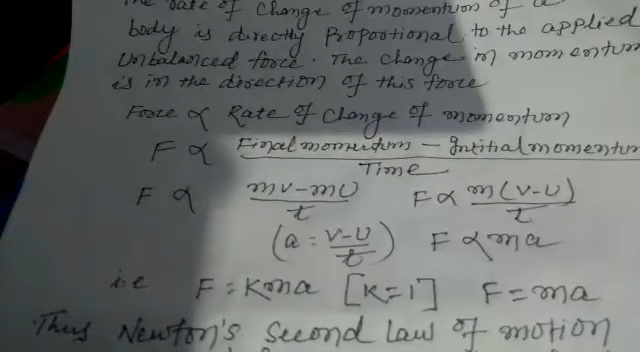 The rate of change of momentum of a
body is directly proportional to the applied
unbalanced force. The change in momentum
is in the direction of this force
Force ∝ Rate of change of momentum
F ∝ Final momentum - Intitial momentum / Time
F ∝ mv-mu / t F ∝ m(v-u) / t
(a = v-u / t) F ∝ ma
i.e F = Kma [K=1] F = ma
Thus Newton's Second Law of motion